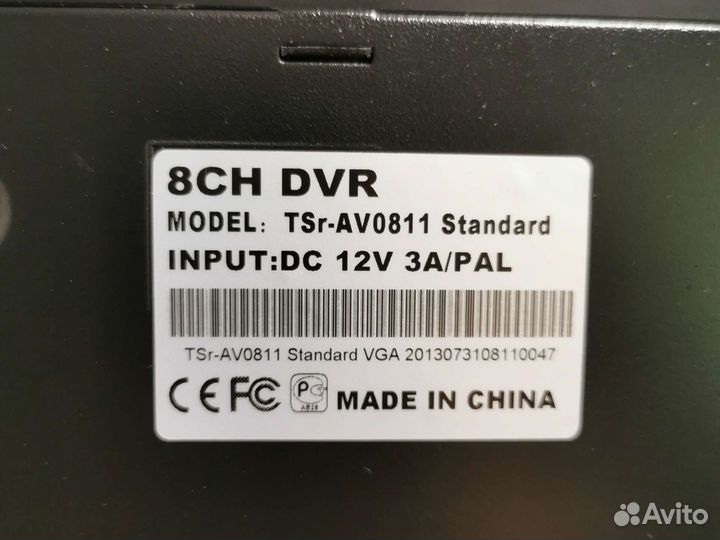 8CH DVR
MODEL: TSr-AV0811 Standard
INPUT:DC 12V 3A/PAL
TSr-AV0811 Standard VGA 2013073108110047
CE FC PC MADE IN CHINA
Avito